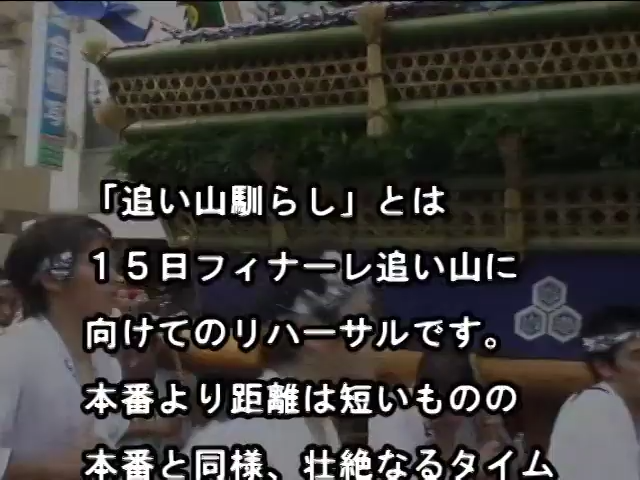 「追い山馴らし」とは
１５日フィナーレ追い山に
向けてのリハーサルです。
本番より距離は短いものの
本番と同様、壮絶なるタイム